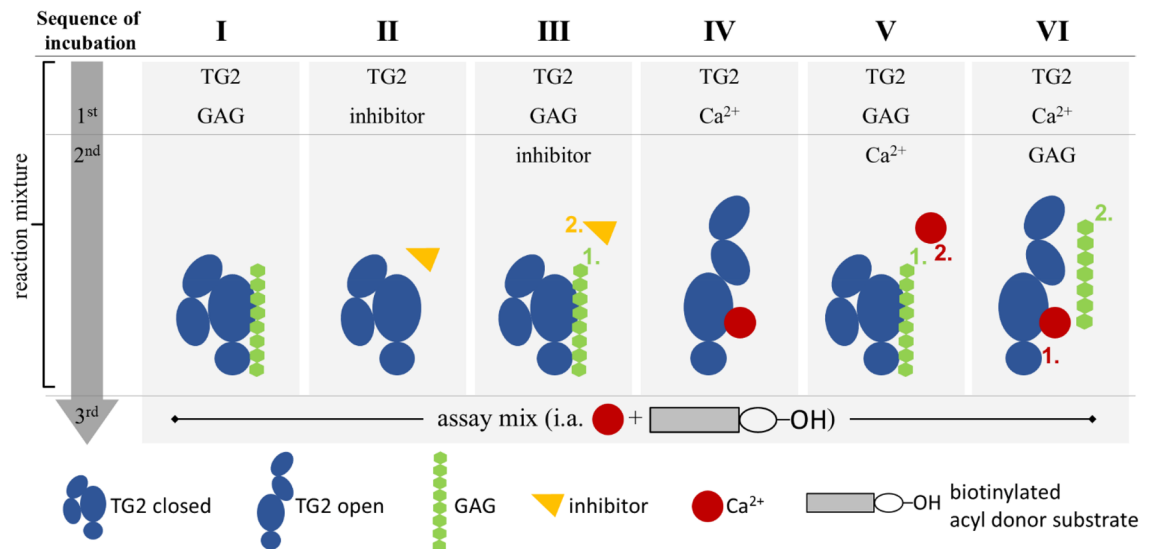 Sequence of
incubation
I II III IV V VI
reaction mixture
1st
2nd
3rd
TG2 TG2 TG2 TG2 TG2 TG2
GAG inhibitor GAG Ca2+ GAG Ca2+
inhibitor Ca2+ GAG
2.
1.
1.
2.
2.
1.
assay mix (i.a. + -OH)
TG2 closed
TG2 open
GAG
inhibitor
Ca2+
-OH
biotinylated
acyl donor substrate